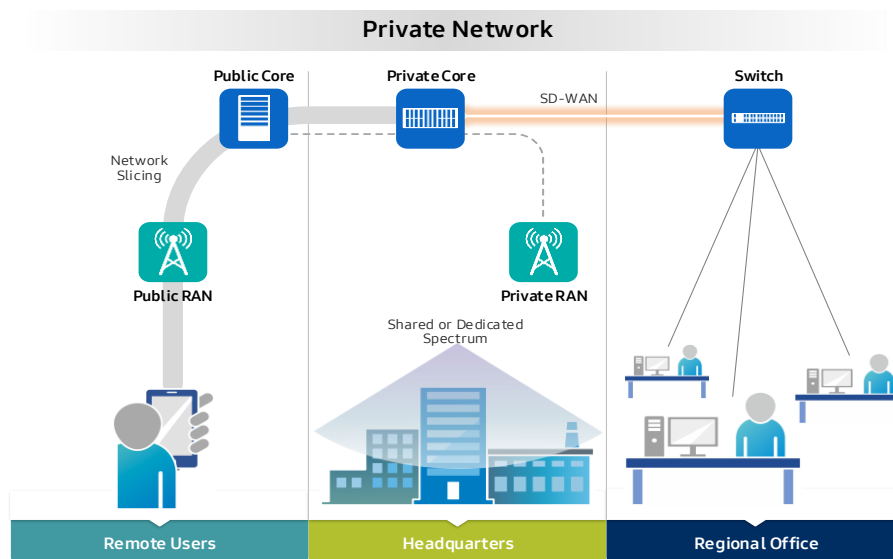 Private Network
Public Core
Private Core
Switch
SD-WAN
Network
Slicing
Public RAN
Private RAN
Shared or Dedicated
Spectrum
Remote Users
Headquarters
Regional Office